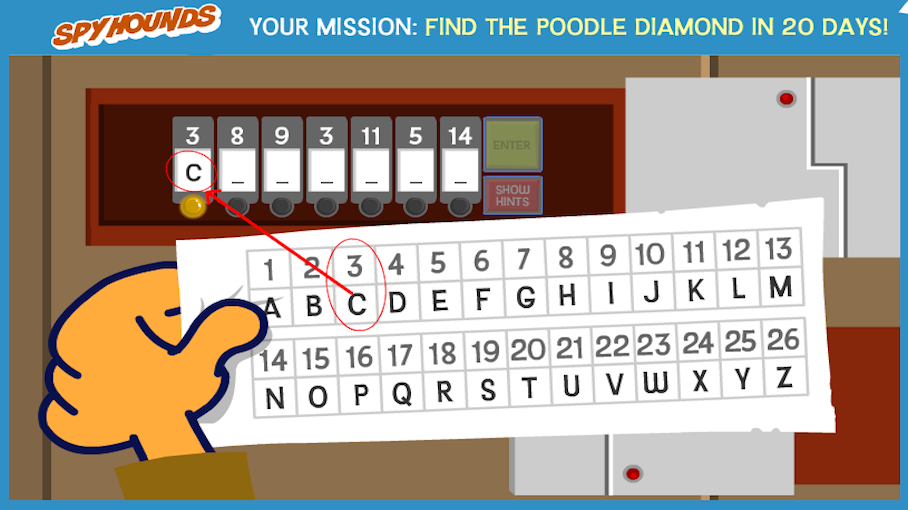 SPYHOUNDS
YOUR MISSION: FIND THE POODLE DIAMOND IN 20 DAYS!
3 8 9 3 11 5 14
C _ _ _ _ _ _
ENTER
SHOW
HINTS
1 2 3 4 5 6 7 8 9 10 11 12 13
A B C D E F G H I J K L M
14 15 16 17 18 19 20 21 22 23 24 25 26
N O P Q R S T U V W X Y Z